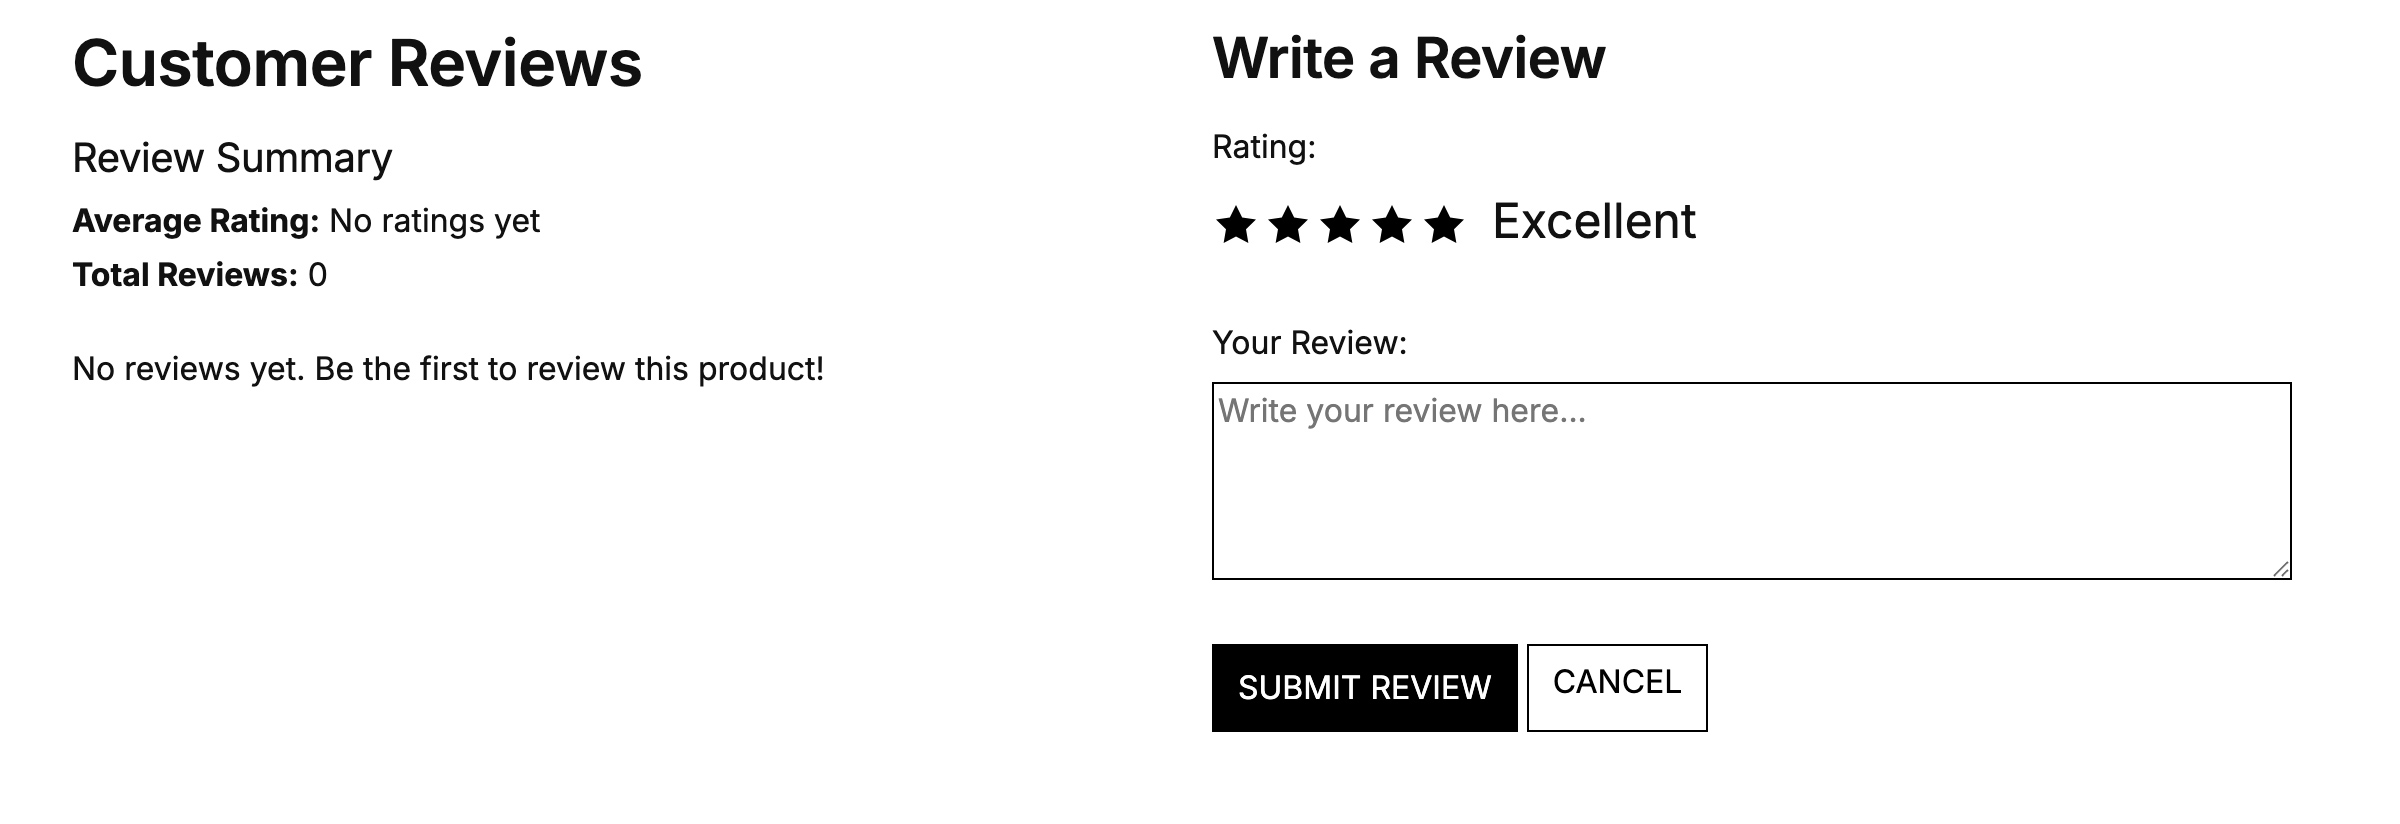 Customer Reviews
Review Summary
Average Rating: No ratings yet
Total Reviews: 0
No reviews yet. Be the first to review this product!
Write a Review
Rating:
Excellent
Your Review:
Write your review here...
SUBMIT REVIEW
CANCEL